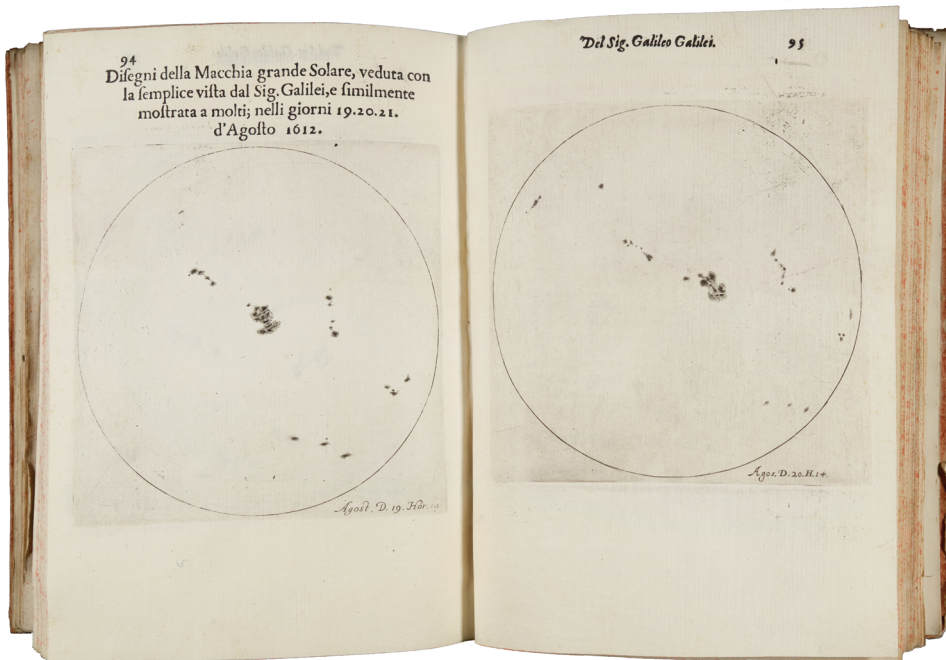 94
Diſegni della Macchia grande Solare, veduta con
la ſemplice viſta dal Sig. Galilei, e ſimilmente
moſtrata a molti; nelli giorni 19.20.21.
d'Agoſto 1612.
Agost. D. 19. Hor.
Del Sig. Galileo Galilei. 95
Agos. D. 20. H. 14.